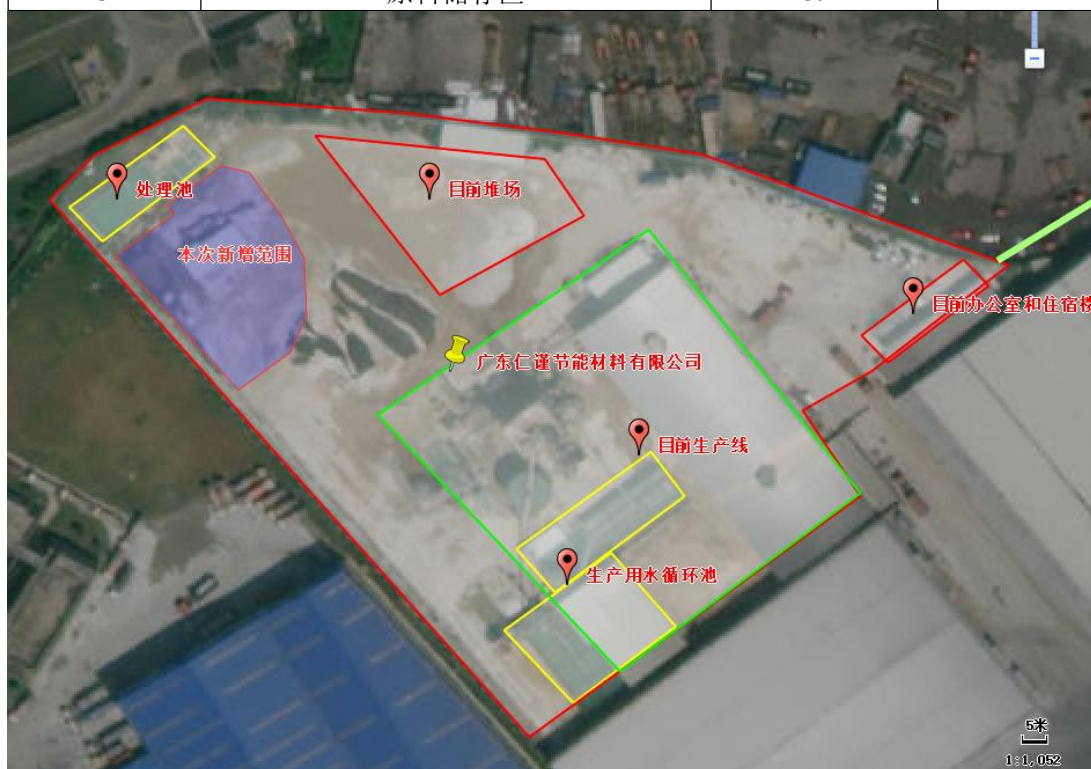 处理池
目前堆场
本次新增范围
目前办公室和住宿楼
广东仁谨节能材料有限公司
目前生产线
生产用水循环池
5米
1:1,052